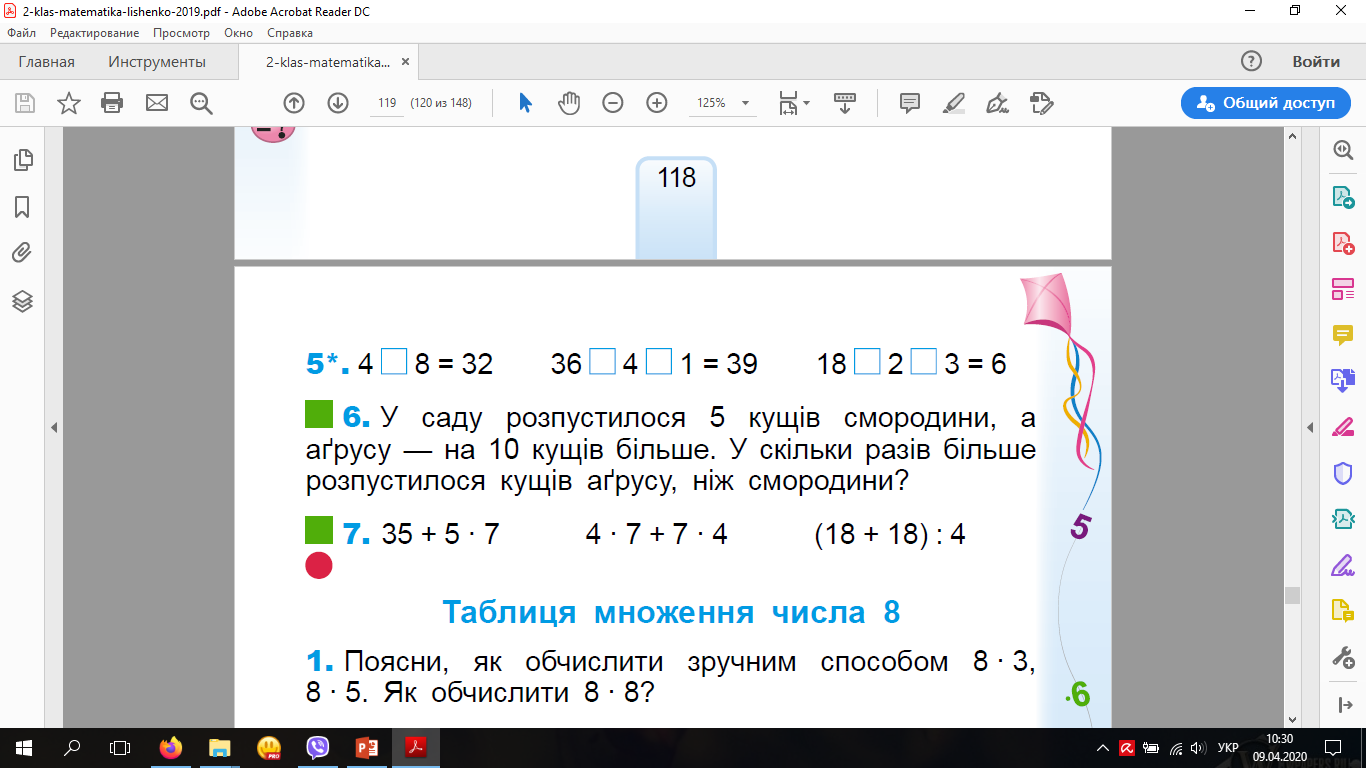 2-klas-matematika-lishenko-2019.pdf - Adobe Acrobat Reader DC
Файл Редактирование Просмотр Окно Справка
Главная Инструменты 2-klas-matematika... × Войти
119 (120 из 148) 125% Общий доступ
118
5*. 4 □ 8 = 32 36 □ 4 □ 1 = 39 18 □ 2 □ 3 = 6
6. У саду розпустилося 5 кущів смородини, а
аґрусу — на 10 кущів більше. У скільки разів більше
розпустилося кущів аґрусу, ніж смородини?
7. 35 + 5 · 7 4 · 7 + 7 · 4 (18 + 18) : 4
5
Таблиця множення числа 8
1. Поясни, як обчислити зручним способом 8 · 3,
8 · 5. Як обчислити 8 · 8?
6
УКР
10:30
09.04.2020